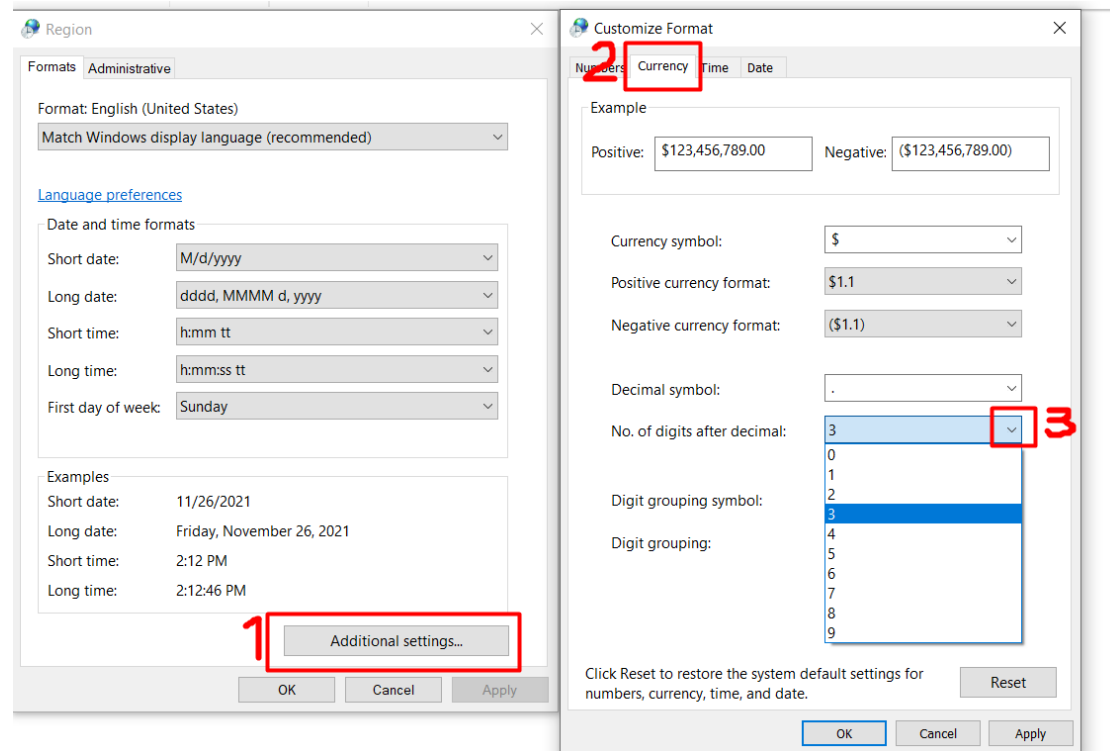 Region
Formats Administrative
Format: English (United States)
Match Windows display language (recommended)
Language preferences
Date and time formats
Short date: M/d/yyyy
Long date: dddd, MMMM d, yyyy
Short time: h:mm tt
Long time: h:mm:ss tt
First day of week: Sunday
Examples
Short date: 11/26/2021
Long date: Friday, November 26, 2021
Short time: 2:12 PM
Long time: 2:12:46 PM
1
Additional settings...
OK Cancel Apply
Customize Format
2
Numbers Currency Time Date
Example
Positive: $123,456,789.00 Negative: ($123,456,789.00)
Currency symbol: $
Positive currency format: $1.1
Negative currency format: ($1.1)
Decimal symbol: .
No. of digits after decimal: 3 3
0
1
2
3
4
5
6
7
8
9
Digit grouping symbol:
Digit grouping:
Click Reset to restore the system default settings for
numbers, currency, time, and date.
Reset
OK Cancel Apply